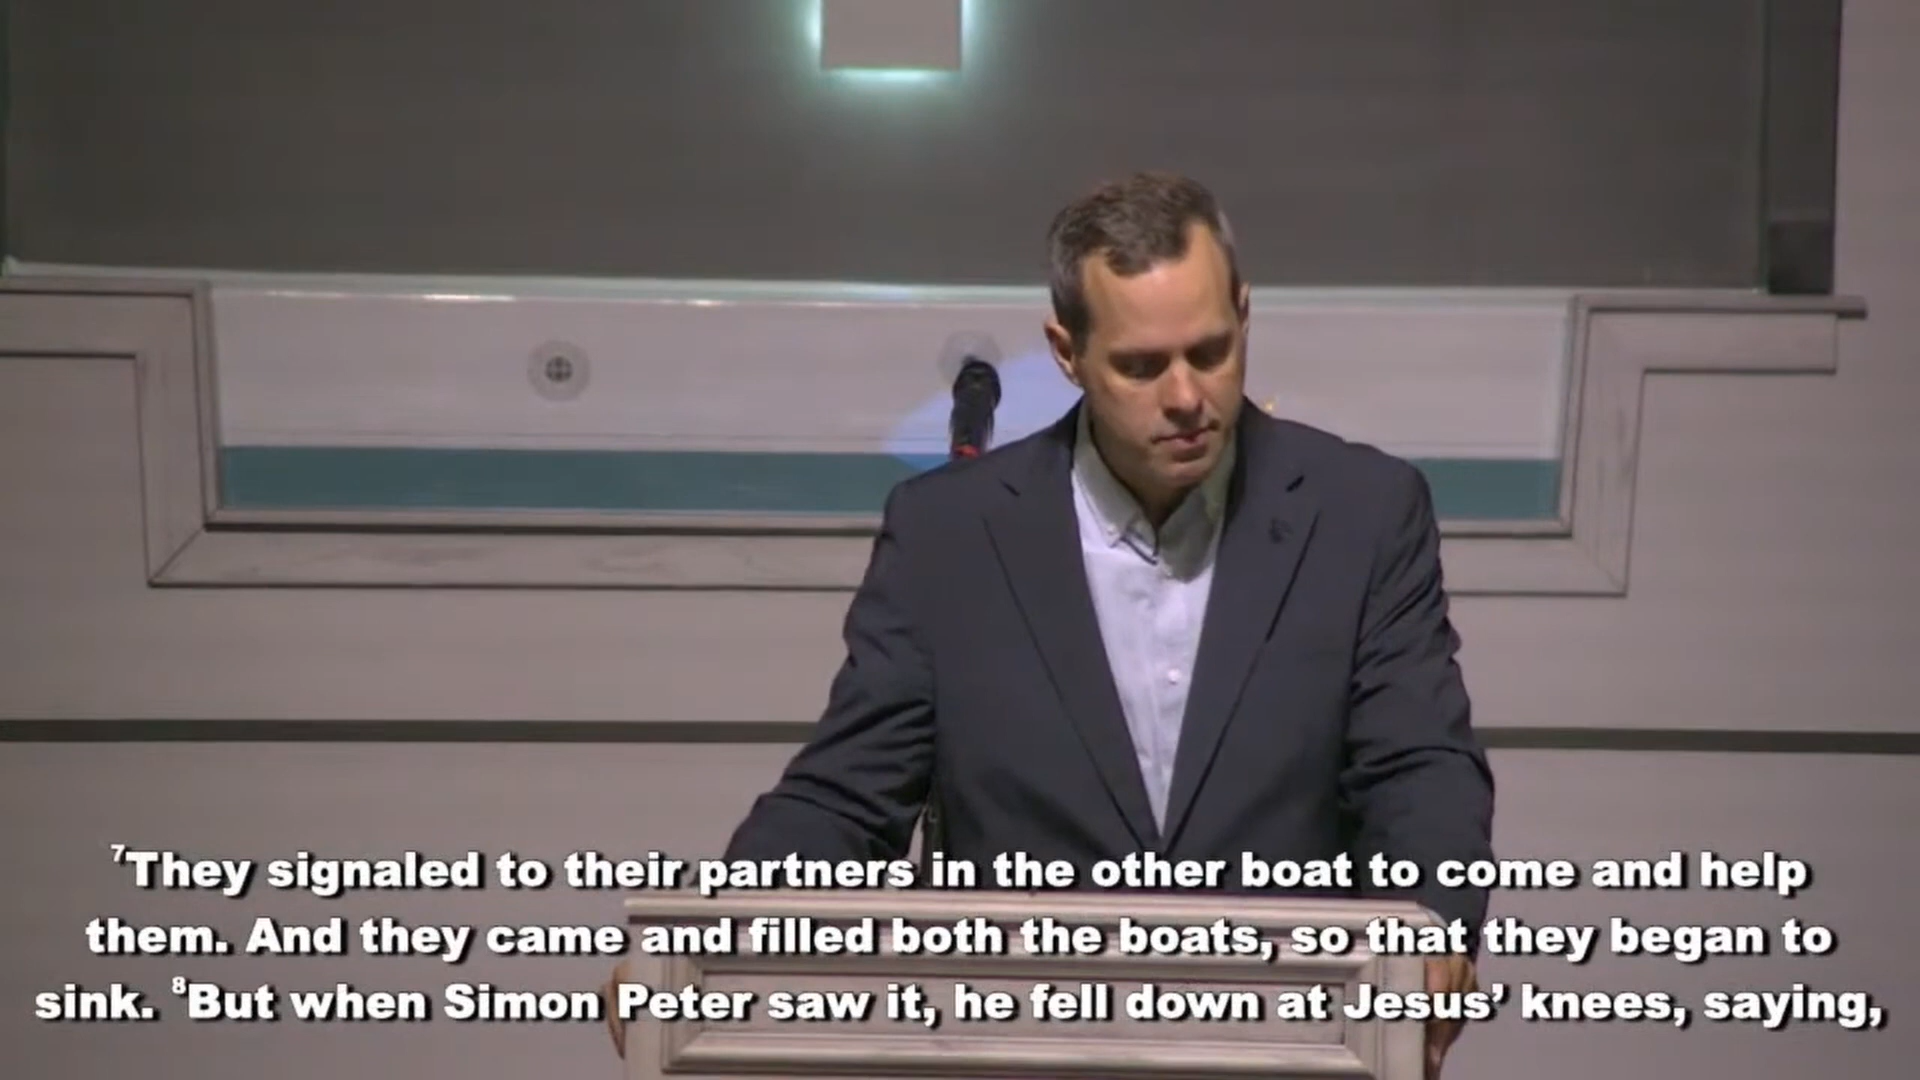 ⁷They signaled to their partners in the other boat to come and help
them. And they came and filled both the boats, so that they began to
sink. ⁸But when Simon Peter saw it, he fell down at Jesus’ knees, saying,